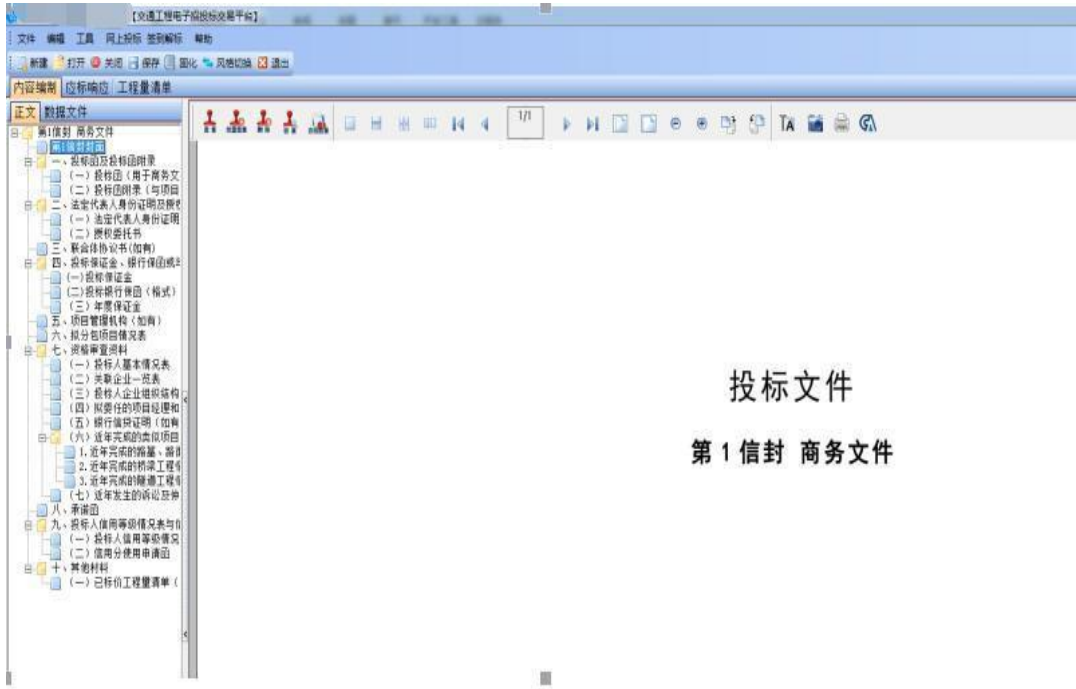 【交通工程电子招投标交易平台】
文件 编辑 工具 网上投标 签到解标 帮助
新建 打开 关闭 保存 固化 风格切换 退出
内容编制 应标响应 工程量清单
正文 数据文件
1/1
第1信封 商务文件
第1信封封面
一、投标函及投标函附录
(一)投标函(用于商务文
(二)投标函附录(与项目
二、法定代表人身份证明及授权
(一)法定代表人身份证明
(二)授权委托书
三、联合体协议书(如有)
四、投标保证金、银行保函或
(一)投标保证金
(二)投标银行保函(格式)
(三)年度保证金
五、项目管理机构(如有)
六、拟分包项目情况表
七、资格审查资料
(一)投标人基本情况表
(二)关联企业一览表
(三)投标人企业组织结构
(四)拟委任的项目经理和
(五)银行信贷证明(如有
(六)近年完成的类似项目
1.近年完成的路基、路面
2.近年完成的桥梁工程
3.近年完成的隧道工程
(七)近年发生的诉讼及仲
八、承诺函
九、投标人信用等级情况表与信
(一)投标人信用等级情况
(二)信用分使用申请函
十、其他材料
(一)已标价工程量清单(
投标文件
第1信封 商务文件